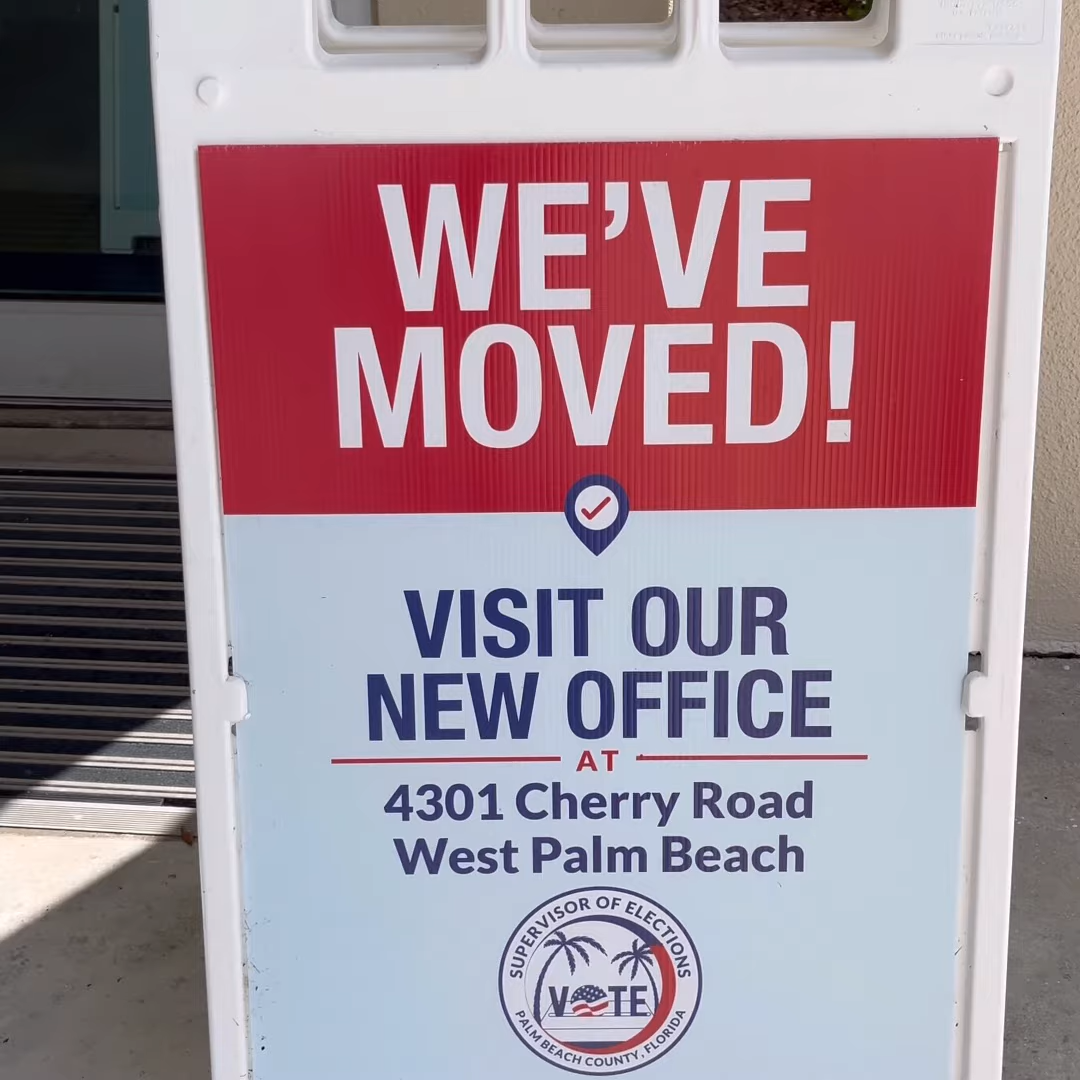 WE'VE
MOVED!
VISIT OUR
NEW OFFICE
AT
4301 Cherry Road
West Palm Beach
SUPERVISOR OF ELECTIONS
VOTE
PALM BEACH COUNTY, FLORIDA